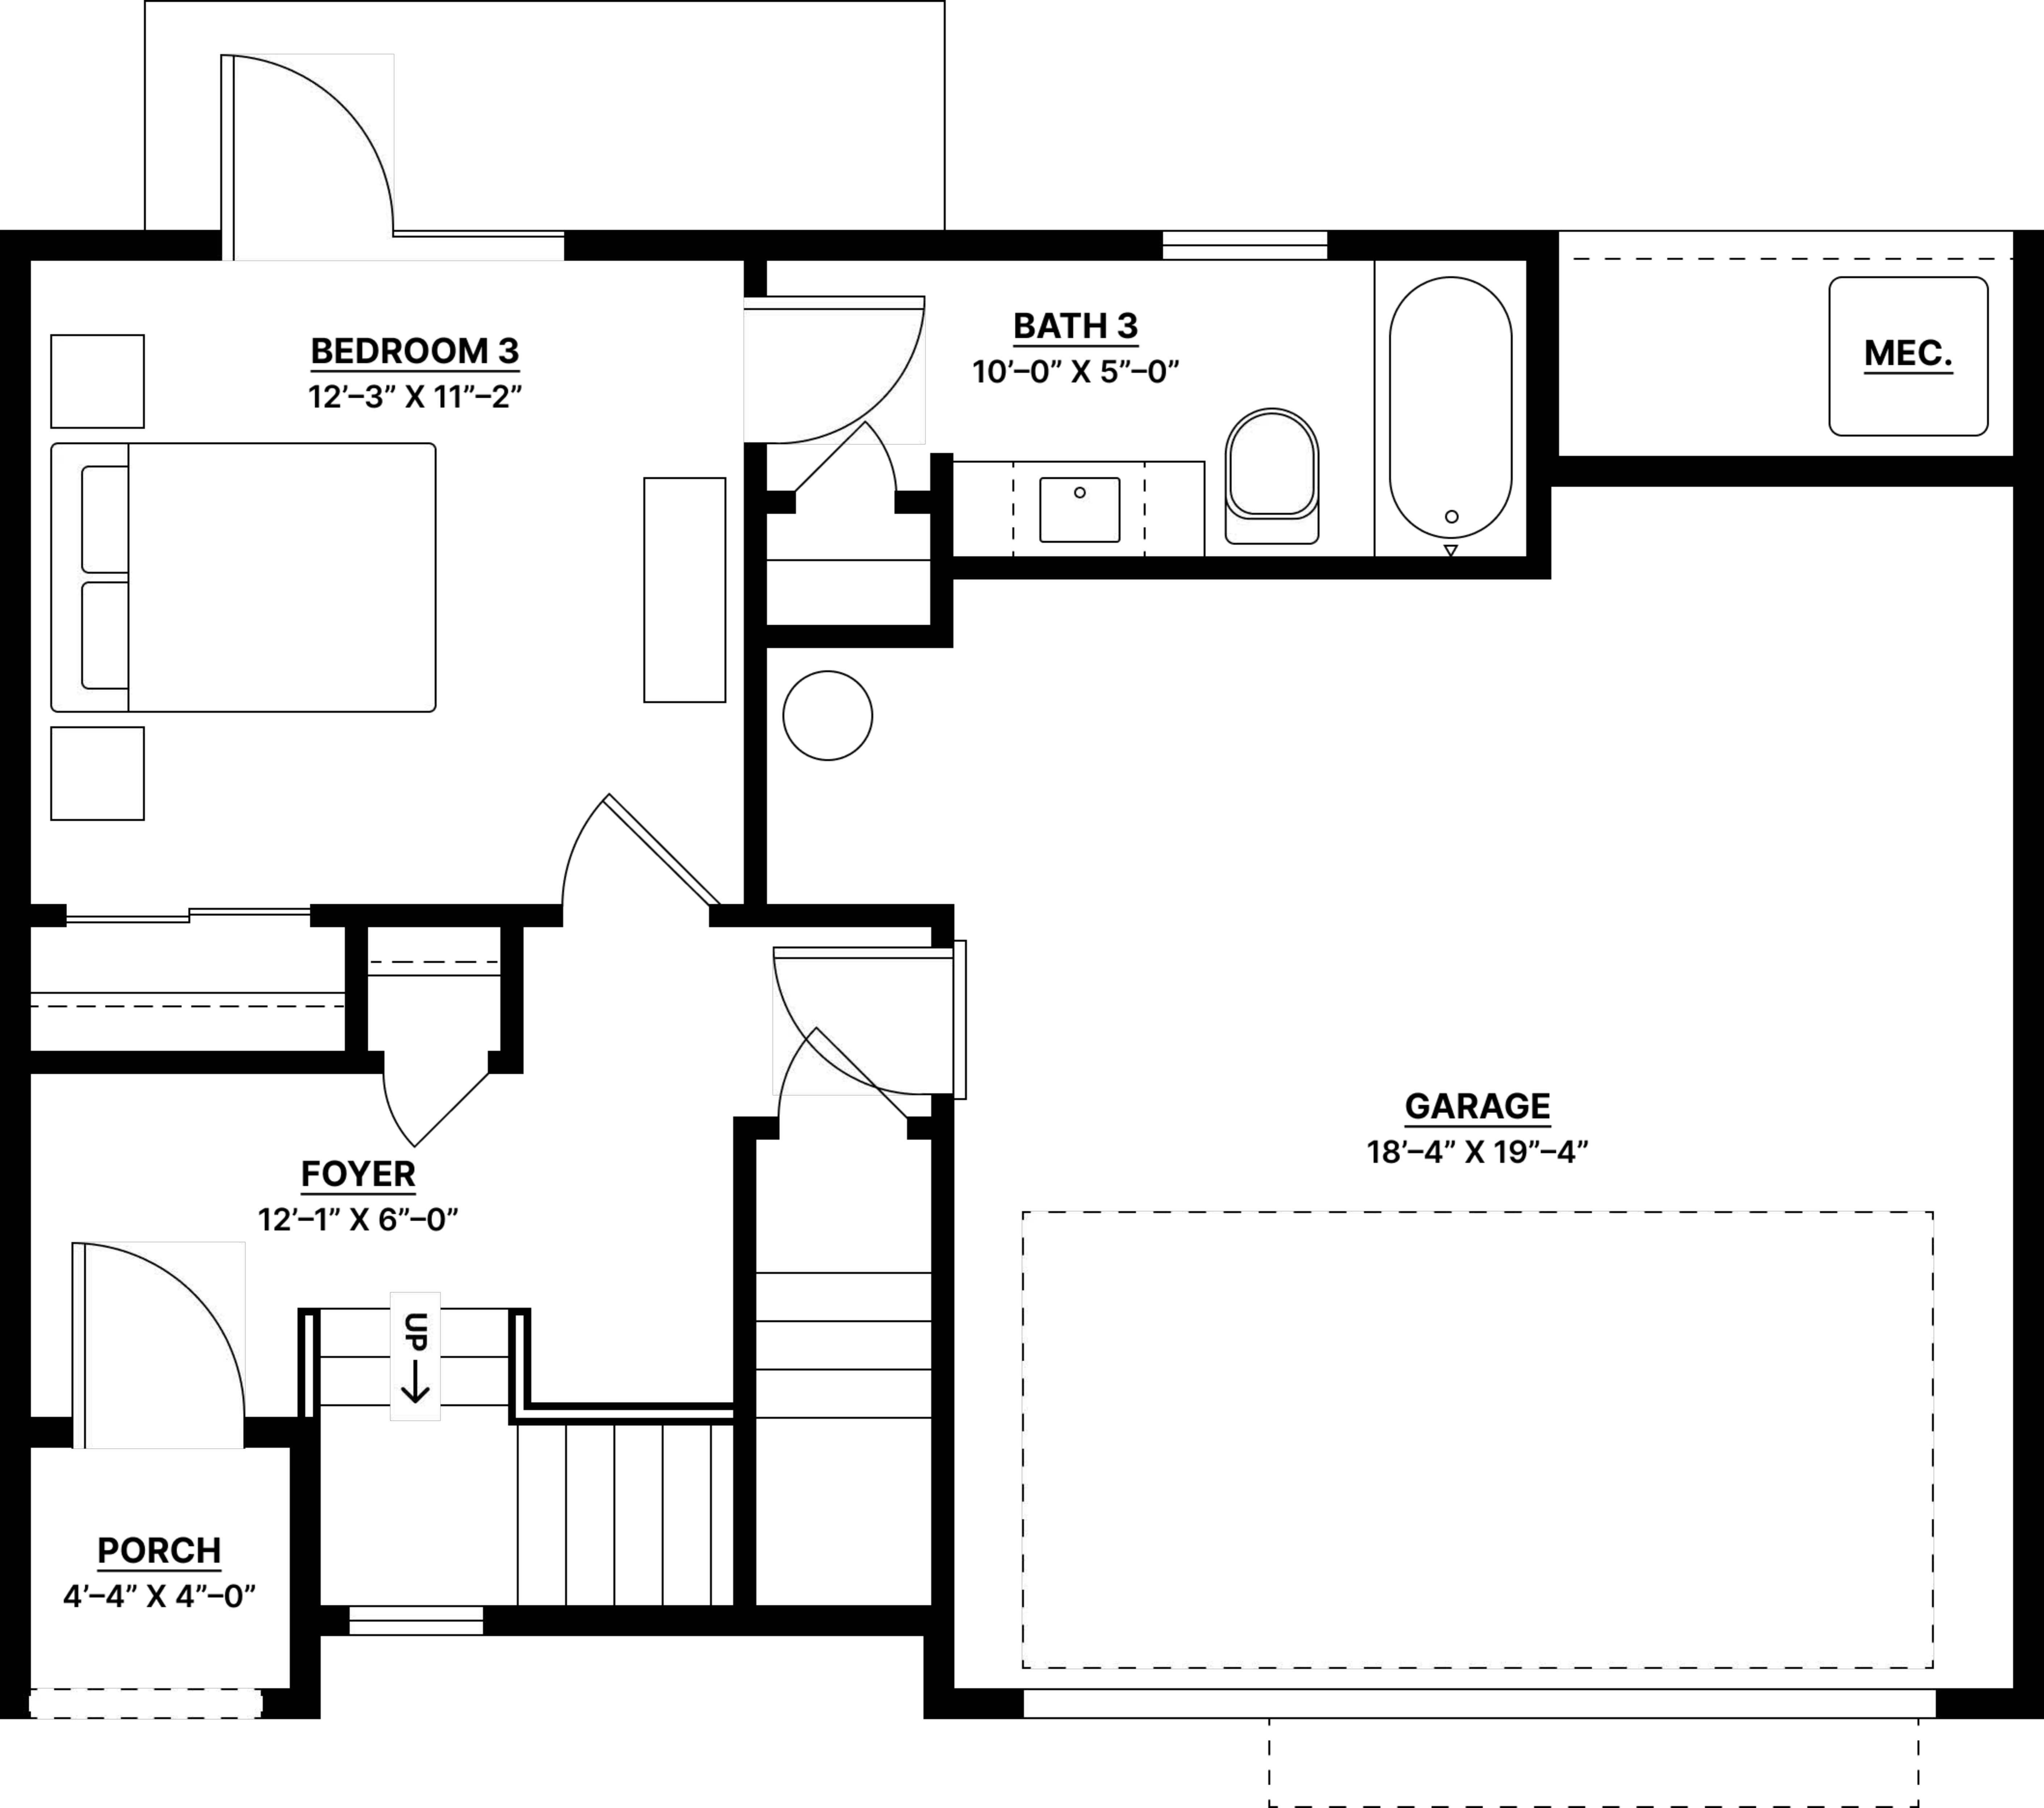 BEDROOM 3
12’–3” X 11”–2”
BATH 3
10’–0” X 5”–0”
MEC.
GARAGE
18’–4” X 19”–4”
FOYER
12’–1” X 6”–0”
UP
PORCH
4’–4” X 4”–0”